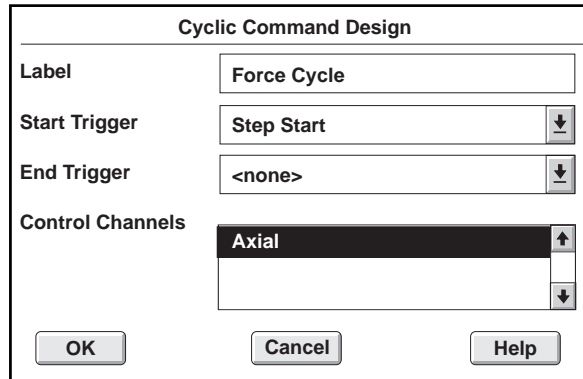 Cyclic Command Design
Label Force Cycle
Start Trigger Step Start
End Trigger <none>
Control Channels
Axial
OK Cancel Help